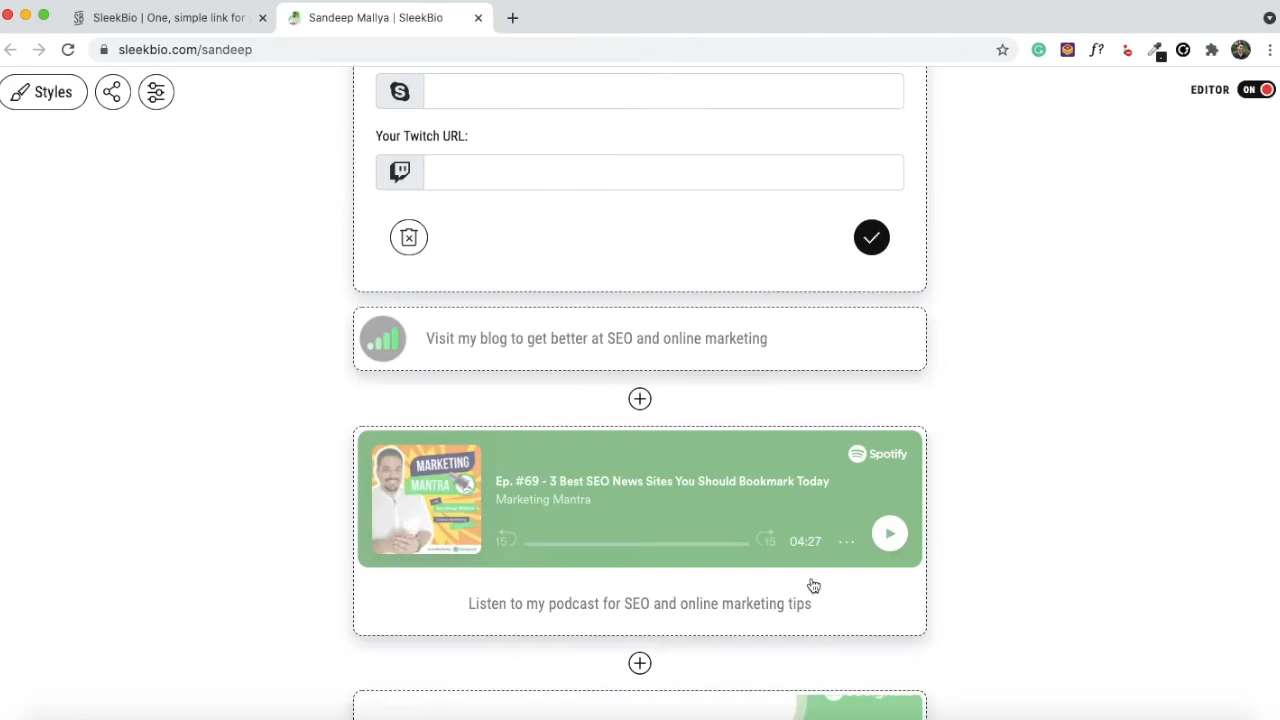 SleekBio | One, simple link for
Sandeep Mallya | SleekBio
sleekbio.com/sandeep
f?
Styles
EDITOR ON
Your Twitch URL:
Visit my blog to get better at SEO and online marketing
Spotify
MARKETING
MANTRA
Ep. #69 - 3 Best SEO News Sites You Should Bookmark Today
Marketing Mantra
15
15
04:27
Listen to my podcast for SEO and online marketing tips